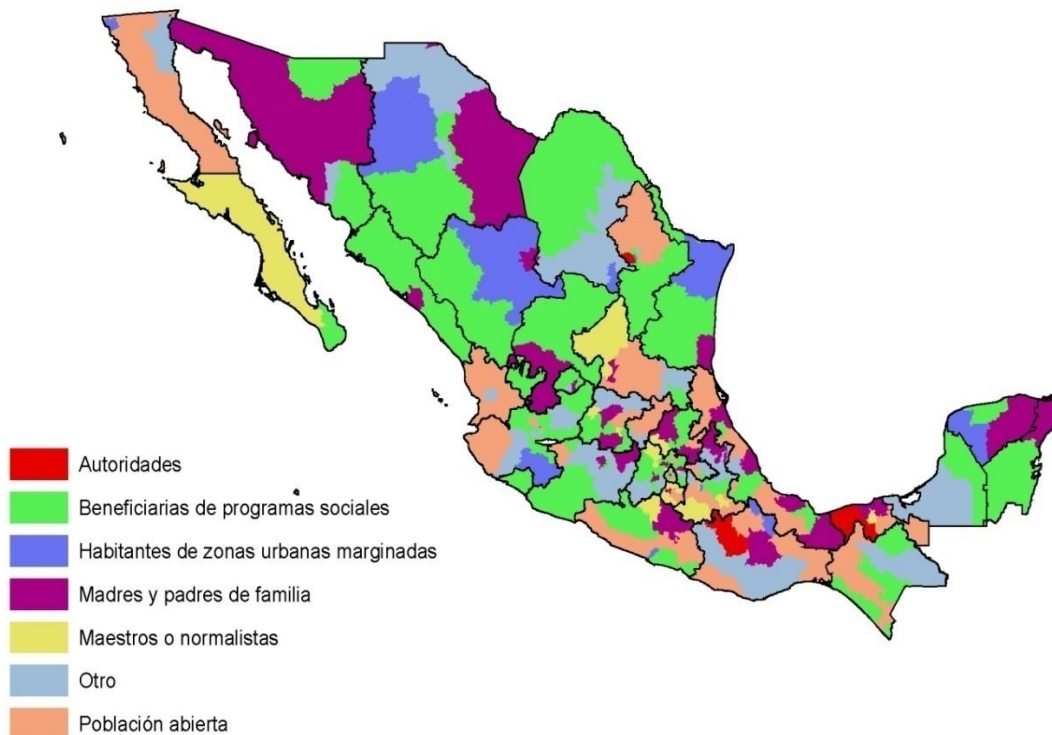 Autoridades
Beneficiarias de programas sociales
Habitantes de zonas urbanas marginadas
Madres y padres de familia
Maestros o normalistas
Otro
Población abierta